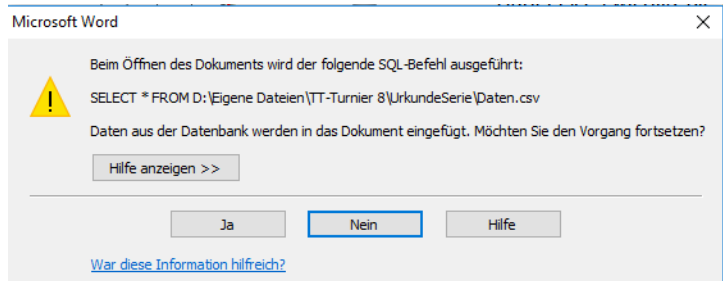 Microsoft Word
Beim Öffnen des Dokuments wird der folgende SQL-Befehl ausgeführt:
SELECT * FROM D:\Eigene Dateien\TT-Turnier 8\UrkundeSerie\Daten.csv
Daten aus der Datenbank werden in das Dokument eingefügt. Möchten Sie den Vorgang fortsetzen?
Hilfe anzeigen >>
Ja Nein Hilfe
War diese Information hilfreich?